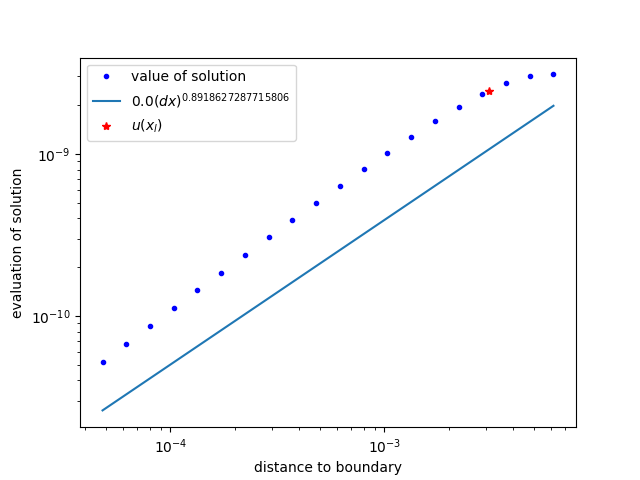 value of solution
0.0(dx)^0.8918627287715806
u(x_l)
10^-9
10^-10
evaluation of solution
10^-4
10^-3
distance to boundary